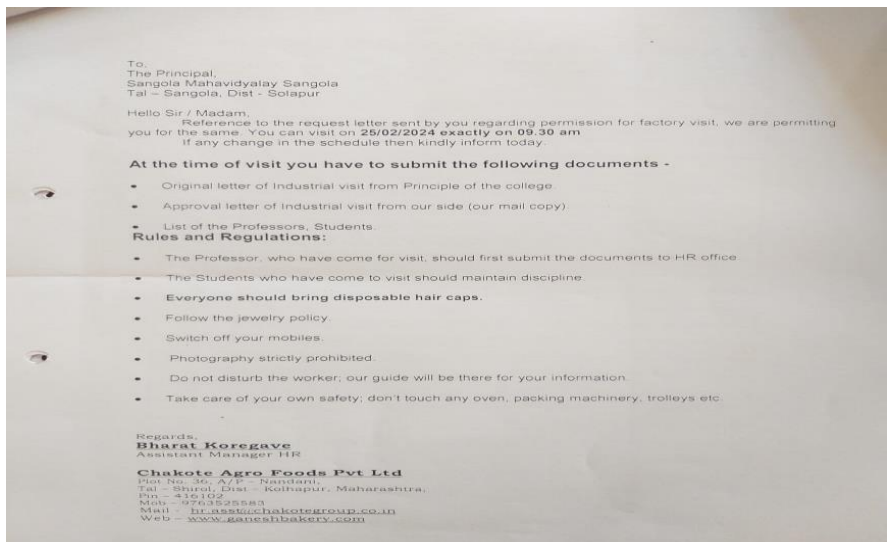 To,
The Principal,
Sangola Mahavidyalay Sangola
Tal – Sangola, Dist - Solapur
Hello Sir / Madam,
Reference to the request letter sent by you regarding permission for factory visit, we are permitting
you for the same. You can visit on 25/02/2024 exactly on 09.30 am
If any change in the schedule then kindly inform today.
At the time of visit you have to submit the following documents -
• Original letter of Industrial visit from Principle of the college.
• Approval letter of Industrial visit from our side (our mail copy).
• List of the Professors, Students.
Rules and Regulations:
• The Professor, who have come for visit, should first submit the documents to HR office.
• The Students who have come to visit should maintain discipline.
• Everyone should bring disposable hair caps.
• Follow the jewelry policy.
• Switch off your mobiles.
• Photography strictly prohibited.
• Do not disturb the worker; our guide will be there for your information.
• Take care of your own safety; don't touch any oven, packing machinery, trolleys etc.
Regards,
Bharat Koregave
Assistant Manager HR
Chakote Agro Foods Pvt Ltd
Plot No. 36, A/P – Nandani,
Tal – Shirol, Dist – Kolhapur, Maharashtra,
Pin – 416102
Mob – 9763525583
Mail - hr.asst@chakotegroup.co.in
Web – www.ganeshbakery.com